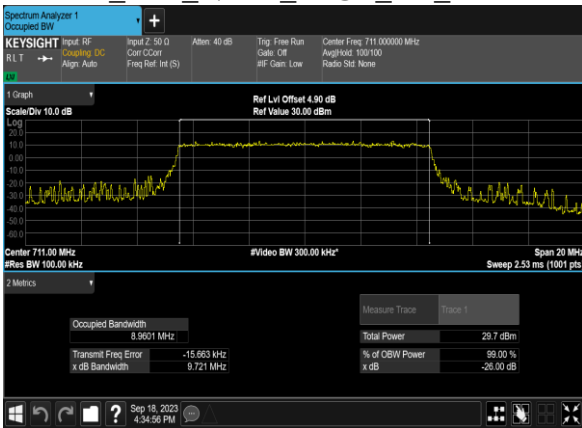 Spectrum Analyzer 1
Occupied BW
+
KEYSIGHT Input: RF Input Z: 50 Ω Atten: 40 dB Trig: Free Run Center Freq: 711.000000 MHz
RLT Coupling: DC Corr CCorr Gate: Off Avg|Hold: 100/100
Align: Auto Freq Ref: Int (S) #IF Gain: Low Radio Std: None
1 Graph
Ref Lvl Offset 4.90 dB
Scale/Div 10.0 dB Ref Value 30.00 dBm
Log
20.0
10.0
0.00
-10.0
-20.0
-30.0
-40.0
-50.0
-60.0
Center 711.00 MHz #Video BW 300.00 kHz* Span 20 MHz
#Res BW 100.00 kHz Sweep 2.53 ms (1001 pts
2 Metrics
Measure Trace Trace 1
Occupied Bandwidth
8.9601 MHz Total Power 29.7 dBm
Transmit Freq Error -15.663 kHz % of OBW Power 99.00 %
x dB Bandwidth 9.721 MHz x dB -26.00 dB
? Sep 18, 2023
4:34:56 PM